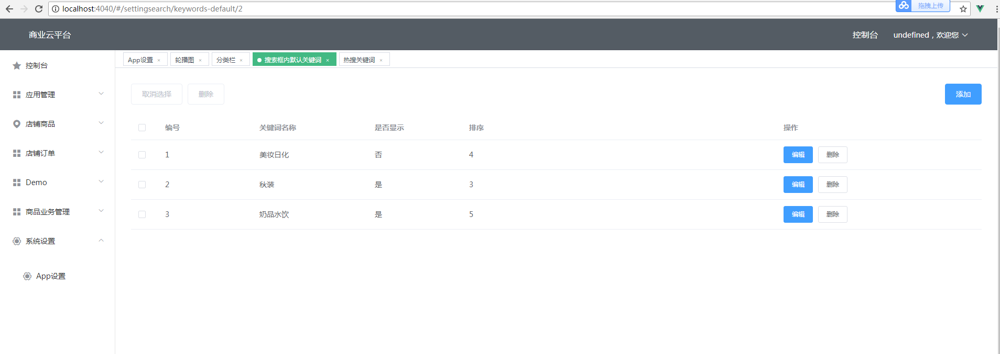 localhost:4040/#/settingsearch/keywords-default/2
拖拽上传
商业云平台
控制台
undefined，欢迎您
控制台
应用管理
店铺商品
店铺订单
Demo
商品业务管理
系统设置
App设置
App设置 × 轮播图 × 分类栏 × 搜索框内默认关键词 × 热搜关键词 ×
取消选择 删除 添加
编号 关键词名称 是否显示 排序 操作
1 美妆日化 否 4 编辑 删除
2 秋装 是 3 编辑 删除
3 奶品水饮 是 5 编辑 删除